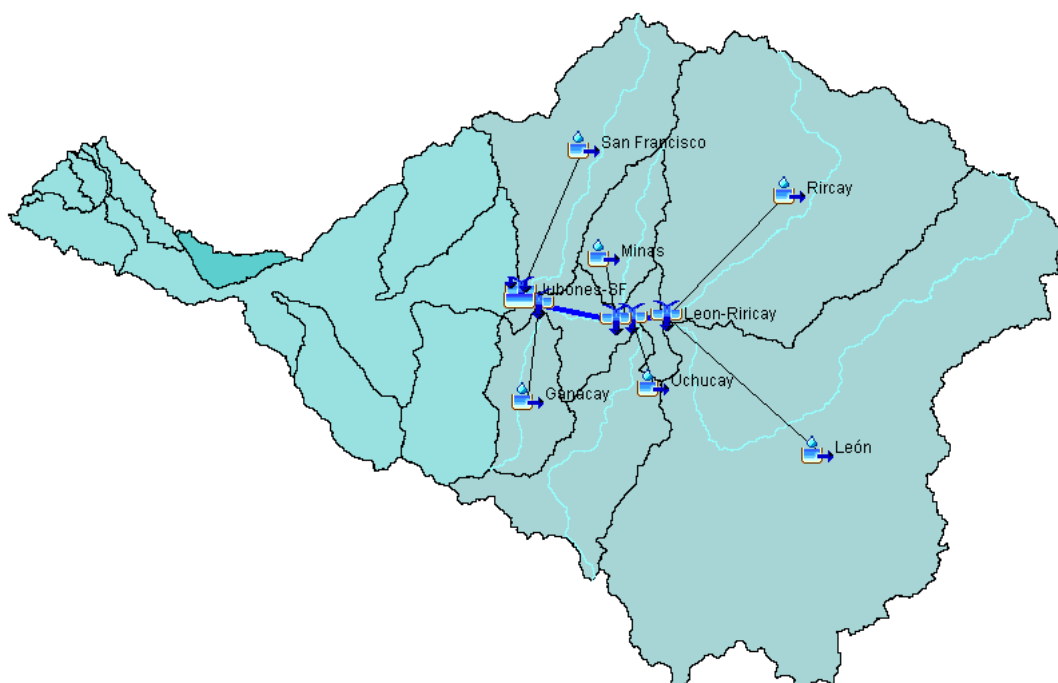 San Francisco
Rircay
Minas
Jubones-SF
Leon-Riricay
Ganacay
Uchucay
León